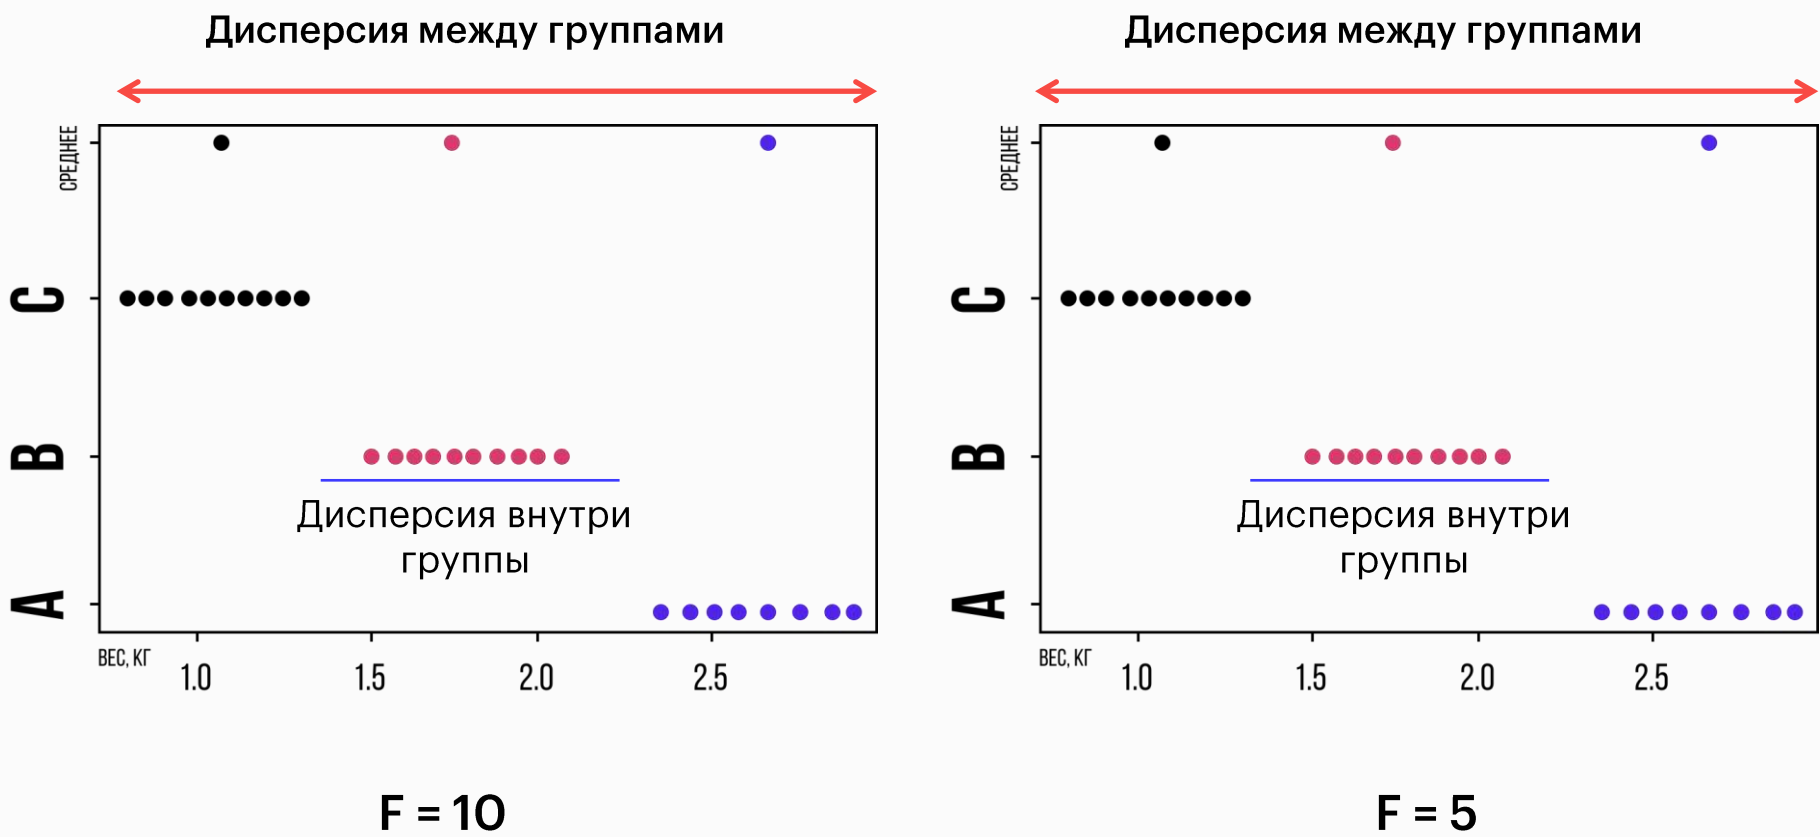 Дисперсия между группами
СРЕДНЕЕ
C
B
Дисперсия внутри
группы
A
ВЕС, КГ
1.0
1.5
2.0
2.5
F = 10
Дисперсия между группами
СРЕДНЕЕ
C
B
Дисперсия внутри
группы
A
ВЕС, КГ
1.0
1.5
2.0
2.5
F = 5